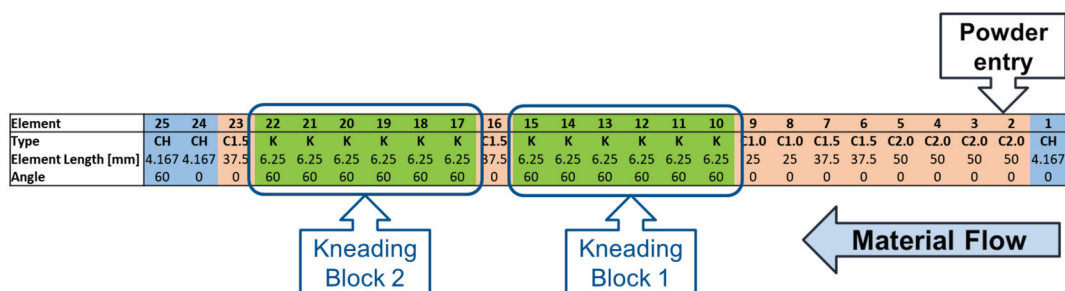 Powder
entry
Element 25 24 23 22 21 20 19 18 17 16 15 14 13 12 11 10 9 8 7 6 5 4 3 2 1
Type CH CH C1.5 K K K K K K C1.5 K K K K K K C1.0 C1.0 C1.5 C1.5 C2.0 C2.0 C2.0 C2.0 CH
Element Length [mm] 4.167 4.167 37.5 6.25 6.25 6.25 6.25 6.25 6.25 37.5 6.25 6.25 6.25 6.25 6.25 6.25 25 25 37.5 37.5 50 50 50 50 4.167
Angle 60 0 0 60 60 60 60 60 60 0 60 60 60 60 60 60 0 0 0 0 0 0 0 0 0
Kneading
Block 2
Kneading
Block 1
Material Flow